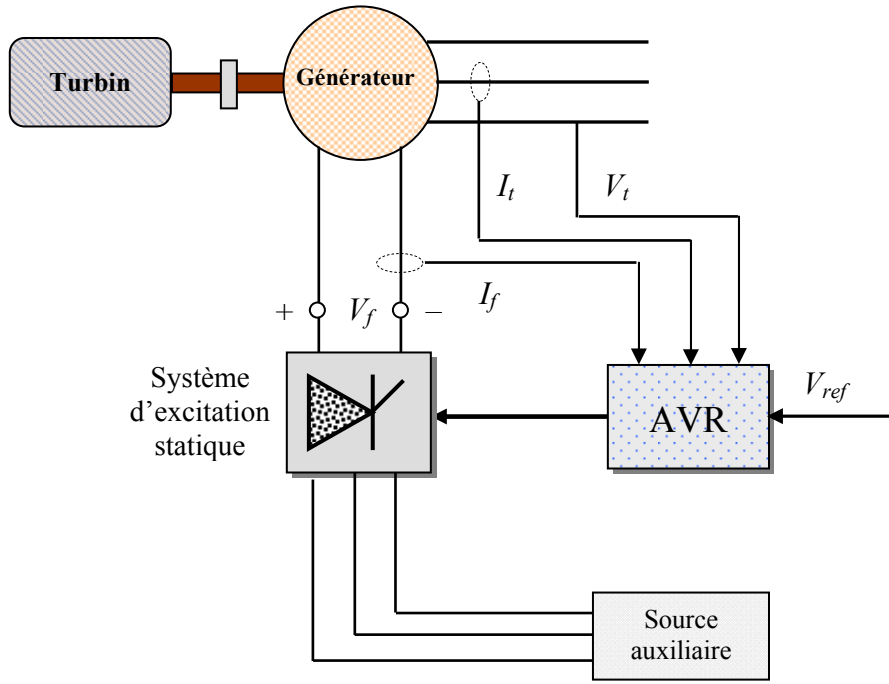 Turbin
Générateur
I_t
V_t
I_f
+ V_f –
Système
d'excitation
statique
AVR
V_ref
Source
auxiliaire